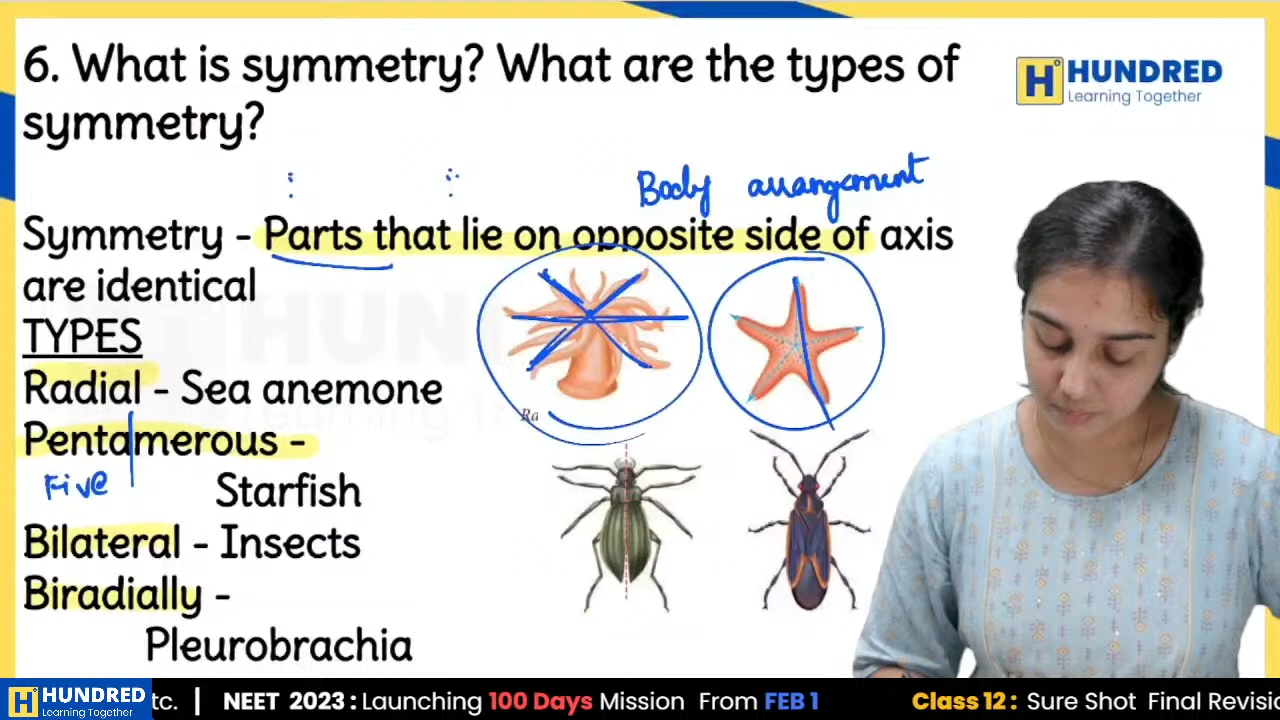 6. What is symmetry? What are the types of
symmetry?
H° HUNDRED
Learning Together
Body arrangement
Symmetry - Parts that lie on opposite side of axis
are identical
TYPES
Radial - Sea anemone
Ra
Pentamerous -
Five
Starfish
Bilateral - Insects
Biradially -
Pleurobrachia
H° HUNDRED
Learning Together
etc. | NEET 2023 : Launching 100 Days Mission From FEB 1 Class 12 : Sure Shot Final Revisi